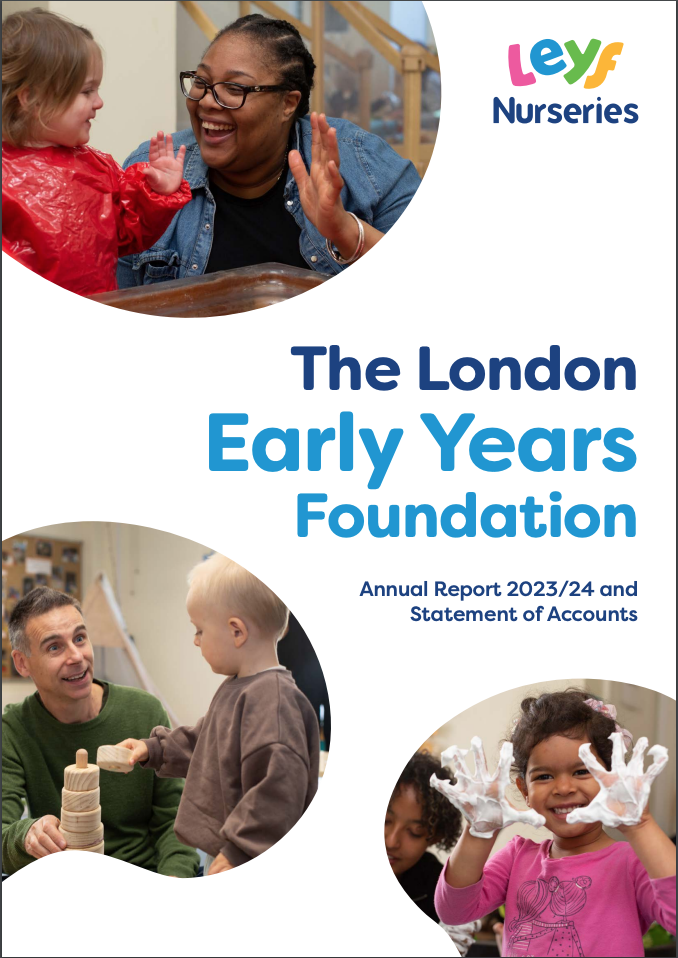 Leyf
Nurseries
The London
Early Years
Foundation
Annual Report 2023/24 and
Statement of Accounts